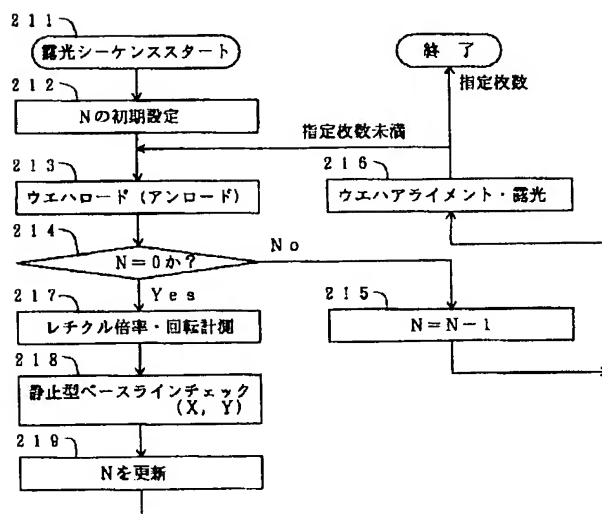 211
露光シーケンススタート
終 了
212
指定枚数
Nの初期設定
指定枚数未満
213
216
ウエハロード(アンロード)
ウエハアライメント・露光
214
N=0か?
No
Yes
217
215
レチクル倍率・回転計測
N=N-1
218
静止型ベースラインチェック
(X, Y)
219
Nを更新